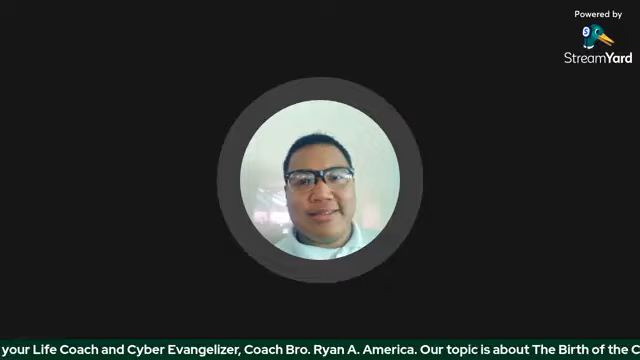 Powered by
StreamYard
your Life Coach and Cyber Evangelizer, Coach Bro. Ryan A. America. Our topic is about The Birth of the C